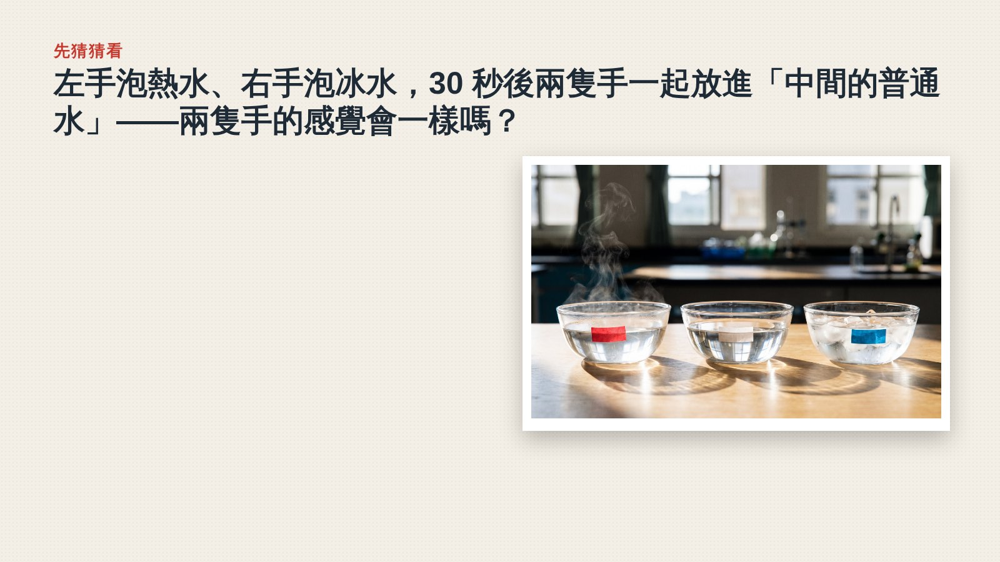 先猜猜看
左手泡熱水、右手泡冰水，30 秒後兩隻手一起放進「中間的普通
水」——兩隻手的感覺會一樣嗎？